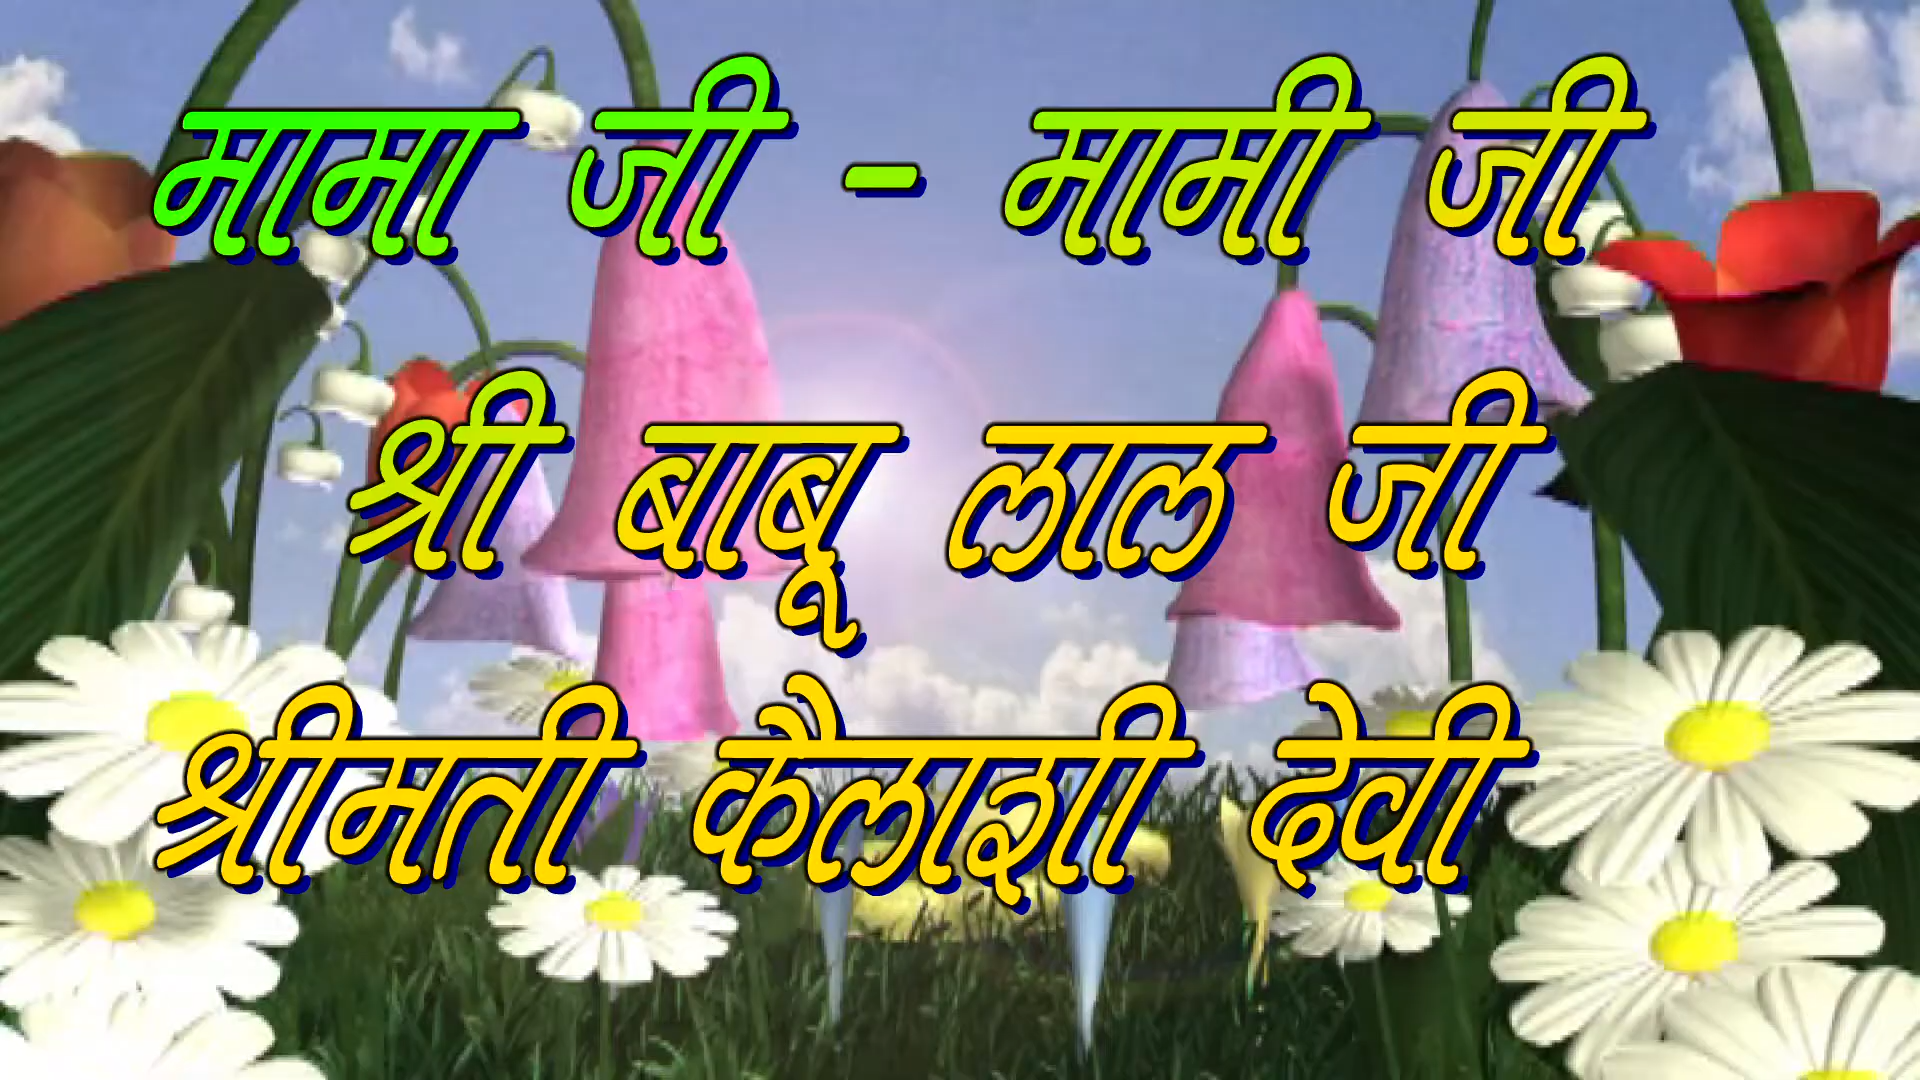 मामा जी - मामी जी
श्री बाबू लाल जी
श्रीमती कैलाशी देवी